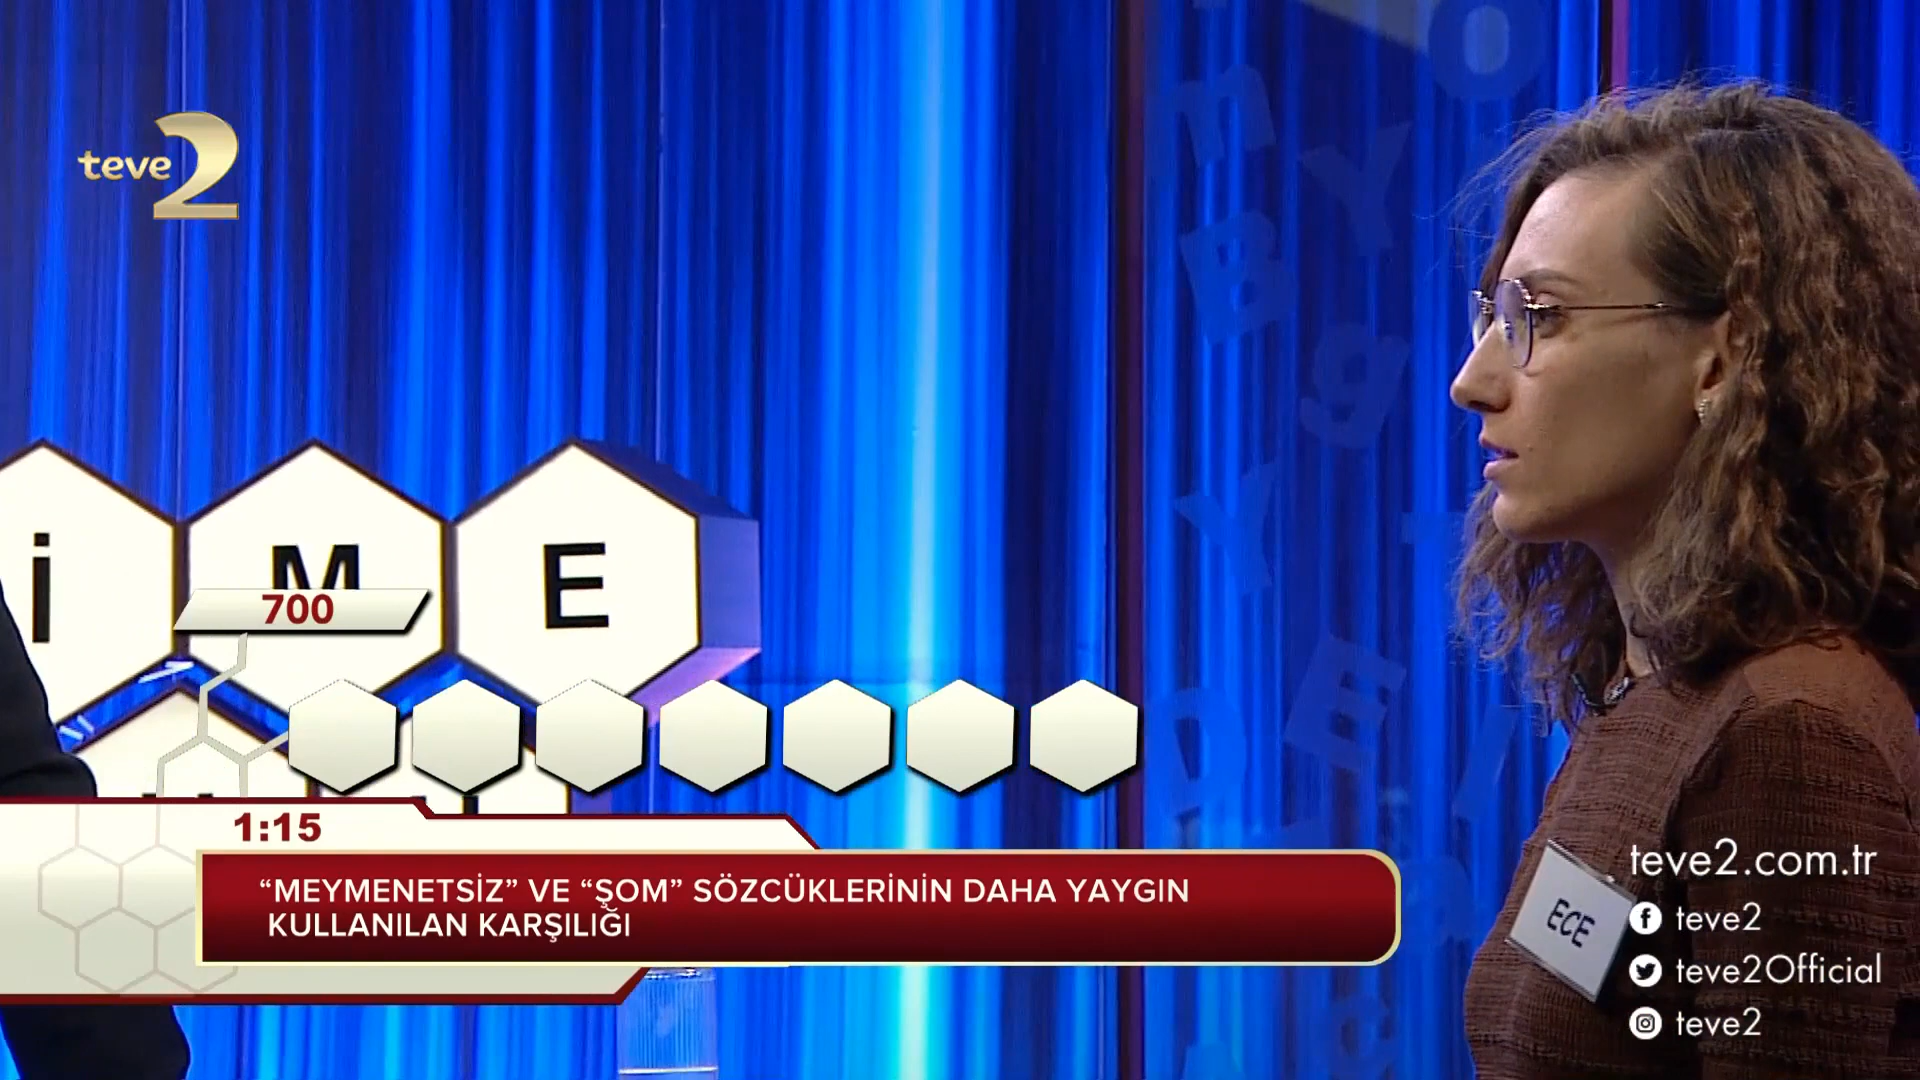 teve2
İ M E
700
1:15
“MEYMENETSİZ” VE “ŞOM” SÖZCÜKLERİNİN DAHA YAYGIN
KULLANILAN KARŞILIĞI
ECE
teve2.com.tr
teve2
teve2Official
teve2